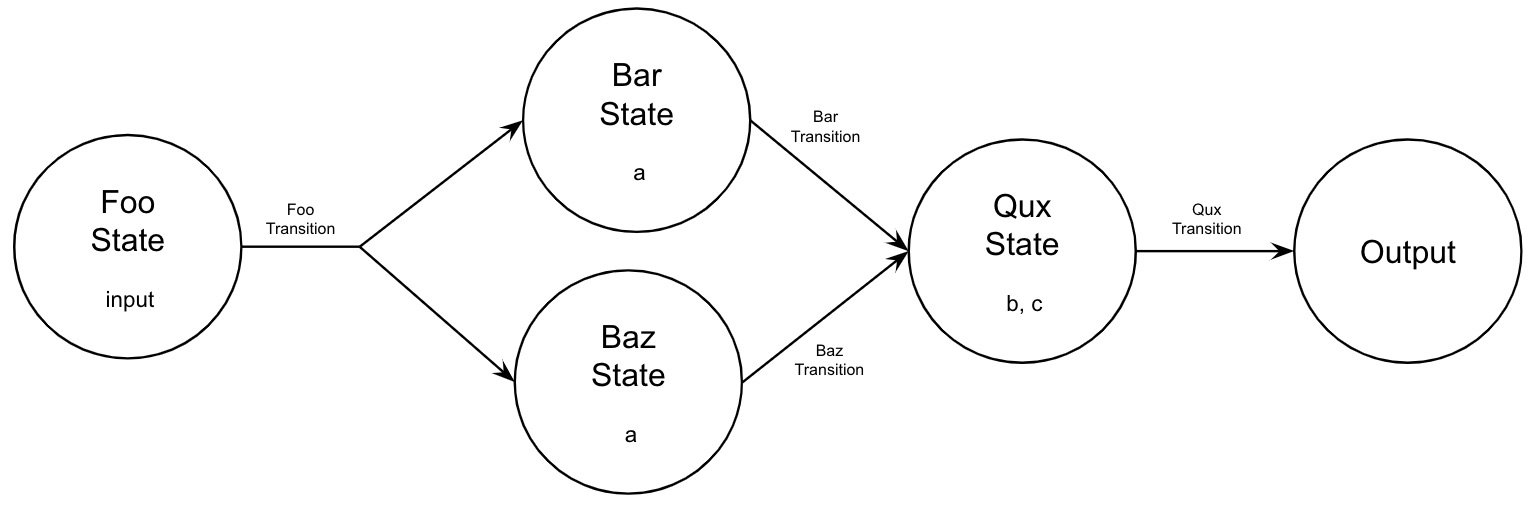 Foo
State
input
Foo
Transition
Bar
State
a
Bar
Transition
Baz
State
a
Baz
Transition
Qux
State
b, c
Qux
Transition
Output